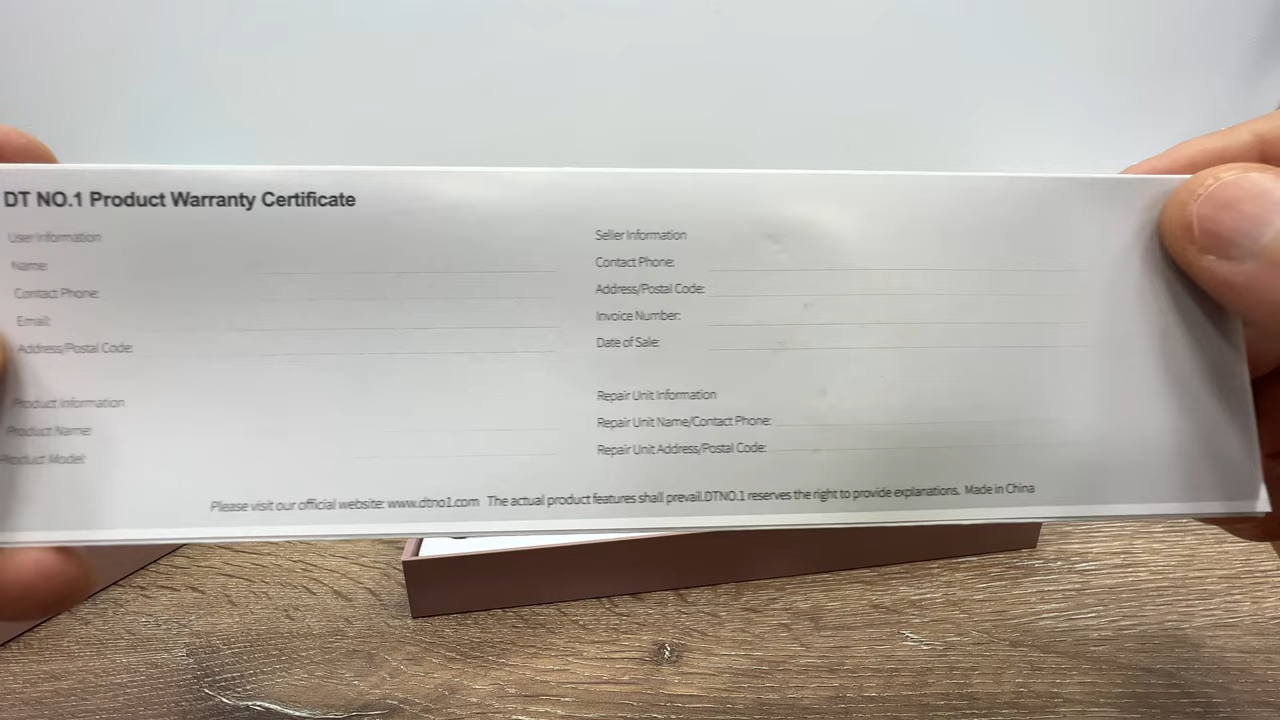 DT NO.1 Product Warranty Certificate
User Information
Name:
Contact Phone:
Email:
Address/Postal Code:
Product Information
Product Name:
Product Model:
Seller Information
Contact Phone:
Address/Postal Code:
Invoice Number:
Date of Sale:
Repair Unit Information
Repair Unit Name/Contact Phone:
Repair Unit Address/Postal Code:
Please visit our official website: www.dtno1.com The actual product features shall prevail.DTNO.1 reserves the right to provide explanations. Made in China